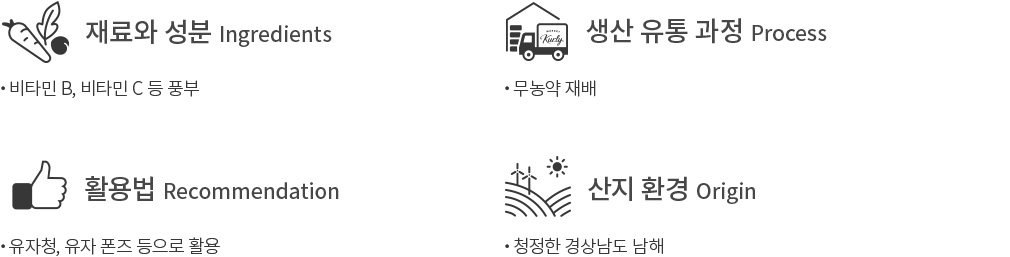 재료와 성분 Ingredients
• 비타민 B, 비타민 C 등 풍부
Kurly
생산 유통 과정 Process
• 무농약 재배
활용법 Recommendation
• 유자청, 유자 폰즈 등으로 활용
산지 환경 Origin
• 청정한 경상남도 남해